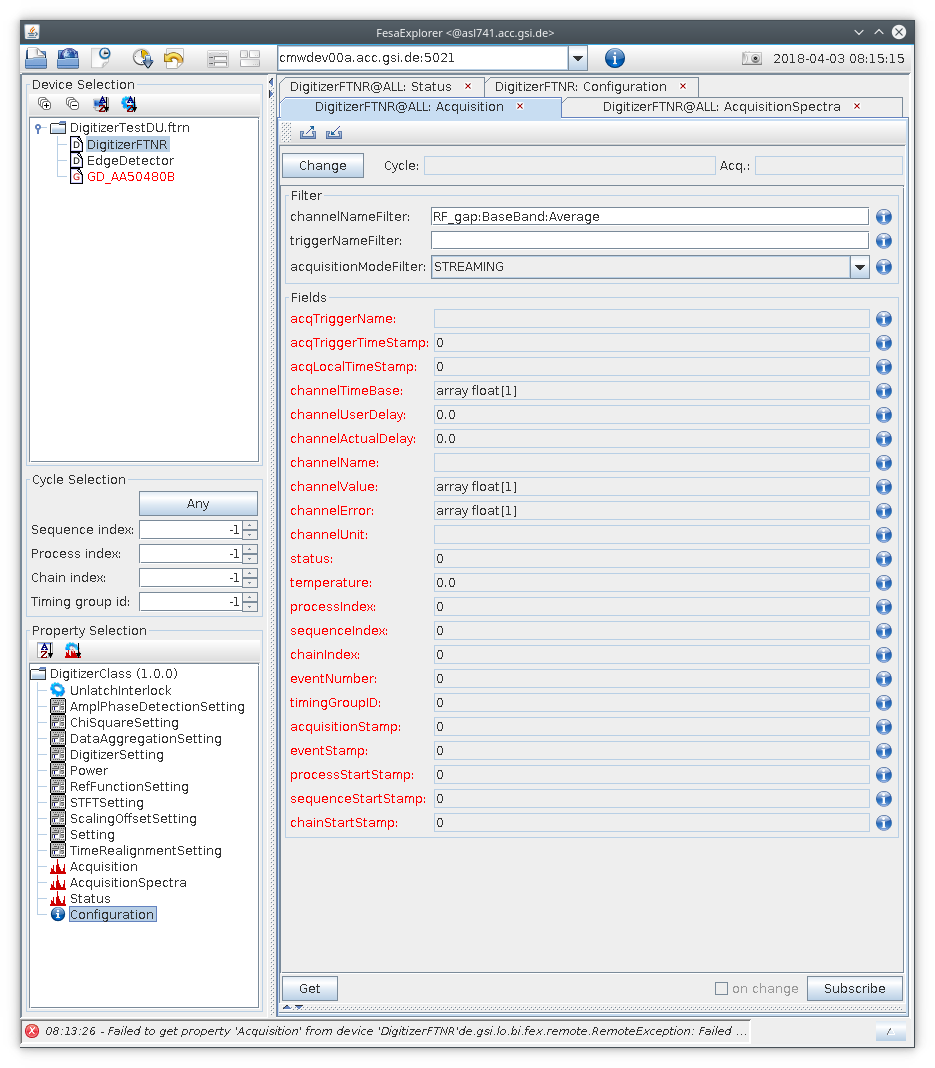 FesaExplorer <@asl741.acc.gsi.de>
cmwdev00a.acc.gsi.de:5021
2018-04-03 08:15:15
Device Selection
DigitizerTestDU.ftrn
DigitizerFTNR
EdgeDetector
GD_AA50480B
Cycle Selection
Any
Sequence index: -1
Process index: -1
Chain index: -1
Timing group id: -1
Property Selection
DigitizerClass (1.0.0)
UnlatchInterlock
AmplPhaseDetectionSetting
ChiSquareSetting
DataAggregationSetting
DigitizerSetting
Power
RefFunctionSetting
STFTSetting
ScalingOffsetSetting
Setting
TimeRealignmentSetting
Acquisition
AcquisitionSpectra
Status
Configuration
DigitizerFTNR@ALL: Status × DigitizerFTNR: Configuration ×
DigitizerFTNR@ALL: Acquisition × DigitizerFTNR@ALL: AcquisitionSpectra ×
Change Cycle: Acq.:
Filter
channelNameFilter: RF_gap:BaseBand:Average
triggerNameFilter:
acquisitionModeFilter: STREAMING
Fields
acqTriggerName:
acqTriggerTimeStamp: 0
acqLocalTimeStamp: 0
channelTimeBase: array float[1]
channelUserDelay: 0.0
channelActualDelay: 0.0
channelName:
channelValue: array float[1]
channelError: array float[1]
channelUnit:
status: 0
temperature: 0.0
processIndex: 0
sequenceIndex: 0
chainIndex: 0
eventNumber: 0
timingGroupID: 0
acquisitionStamp: 0
eventStamp: 0
processStartStamp: 0
sequenceStartStamp: 0
chainStartStamp: 0
Get on change Subscribe
08:13:26 - Failed to get property 'Acquisition' from device 'DigitizerFTNR'de.gsi.lo.bi.fex.remote.RemoteException: Failed ...